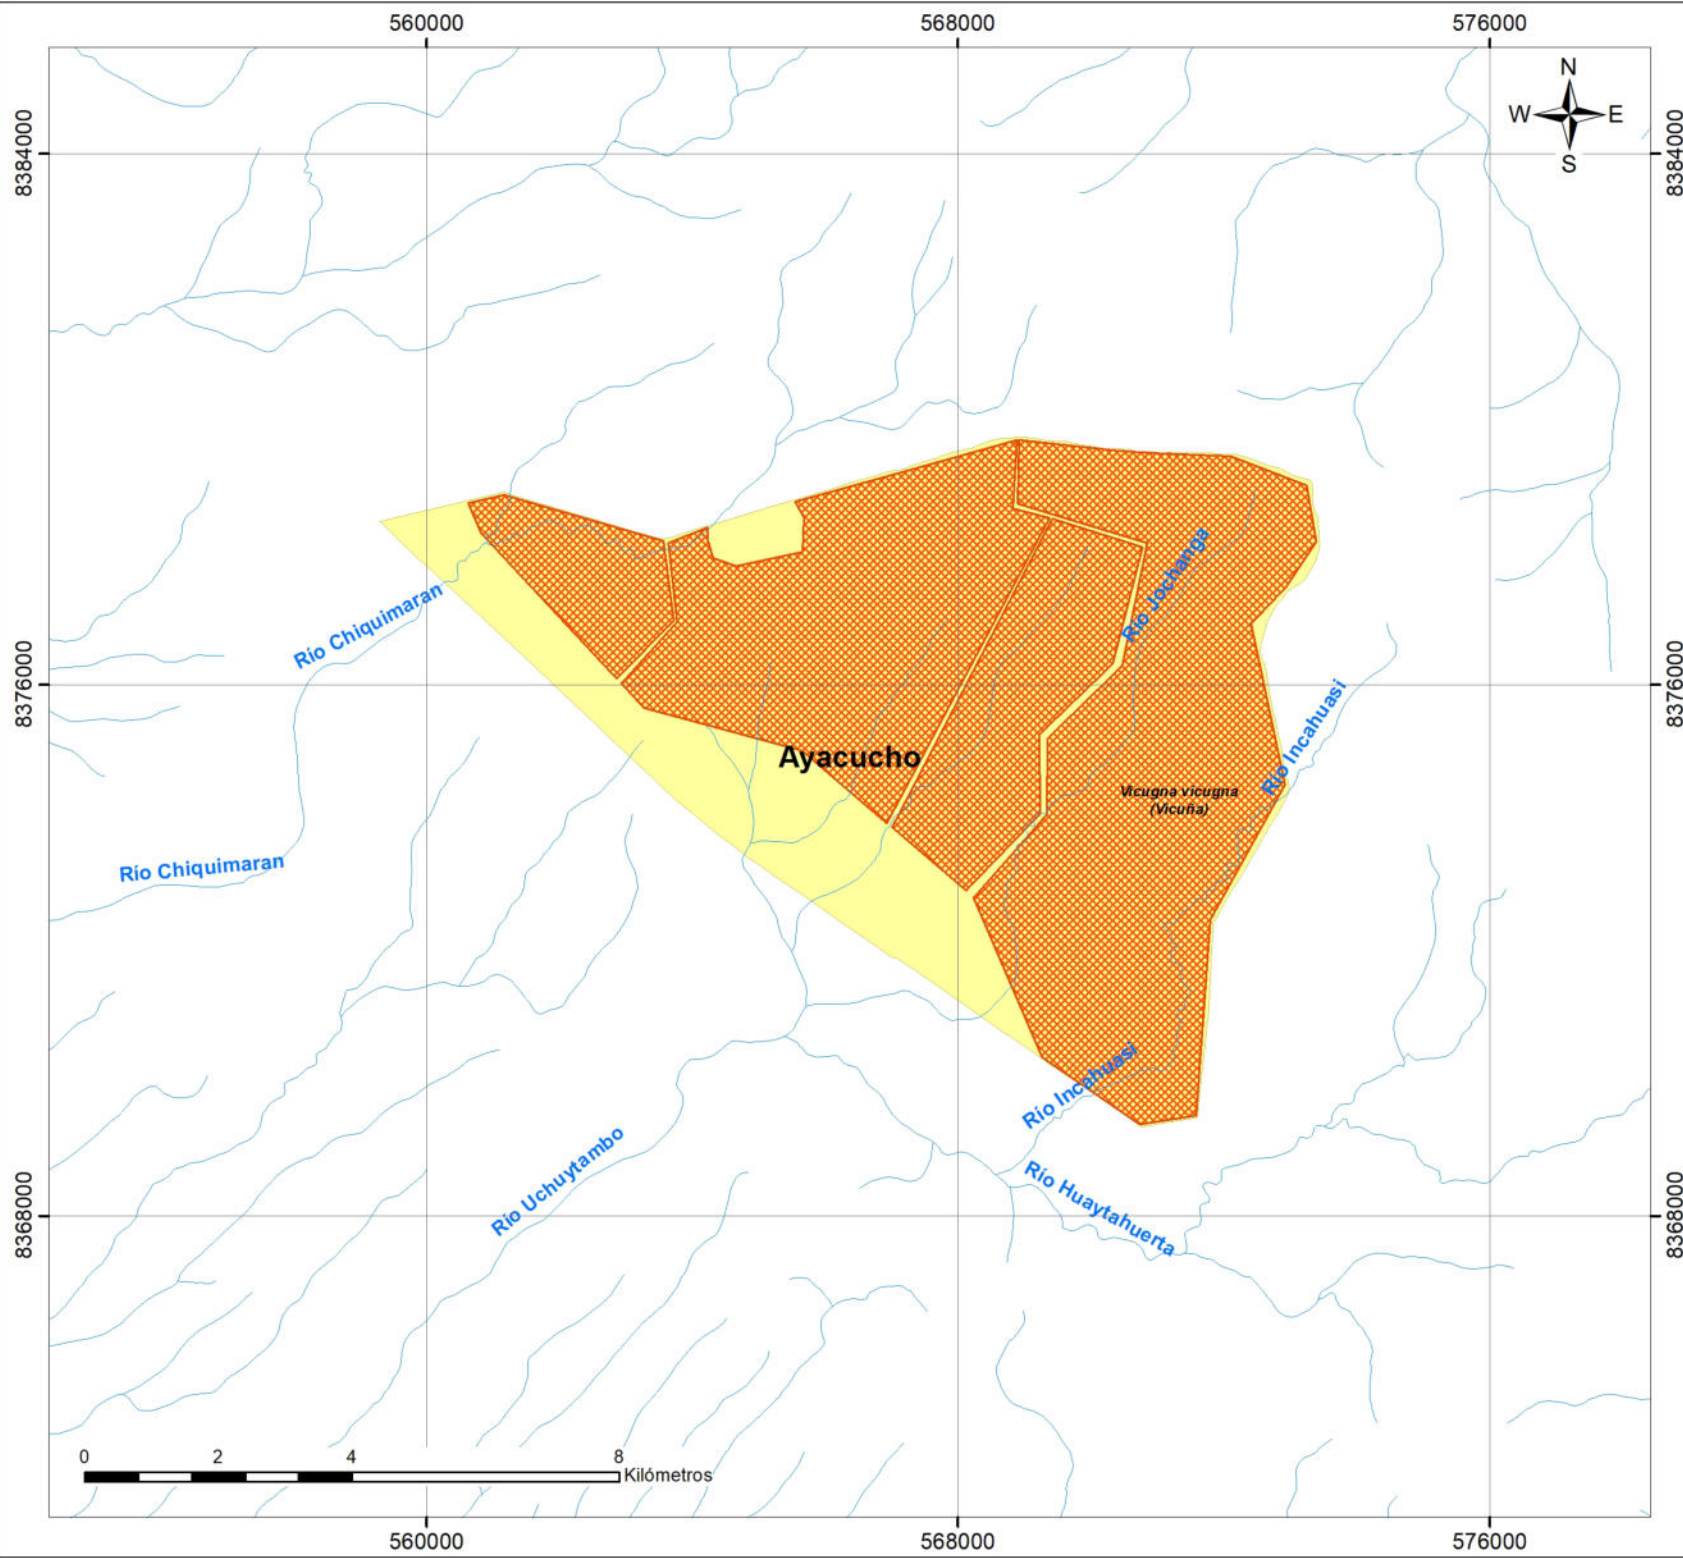 560000
568000
576000
N
W E
S
8384000
8384000
Río Chiquimaran
Río Jochanga
8376000
8376000
Río Incahuasi
Ayacucho
Vicugna vicugna
(Vicuña)
Río Chiquimaran
Río Incahuasi
Río Uchuytambo
Río Huaytahuerta
8368000
8368000
0 2 4 8
Kilómetros
560000
568000
576000